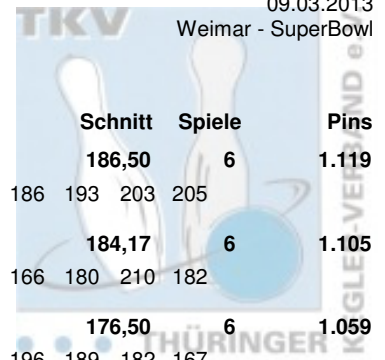 09.03.2013
TKV
Weimar - SuperBowl
Schnitt Spiele Pins
186,50 6 1.119
186 193 203 205
184,17 6 1.105
166 180 210 182
176,50 6 1.059
196 189 182 167
THÜRINGER
KEGLER-VERBAND e.V.